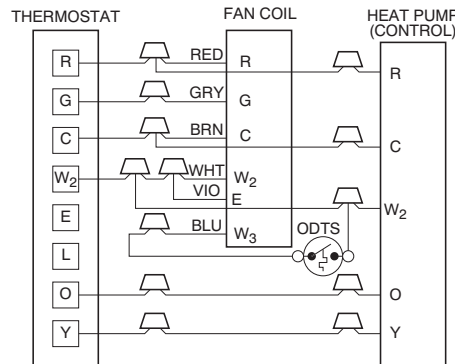 THERMOSTAT
FAN COIL
HEAT PUMP
(CONTROL)
R
RED
R
R
G
GRY
G
C
BRN
C
C
W2
WHT
W2
VIO
E
W2
E
BLU
W3
ODTS
L
O
O
Y
Y